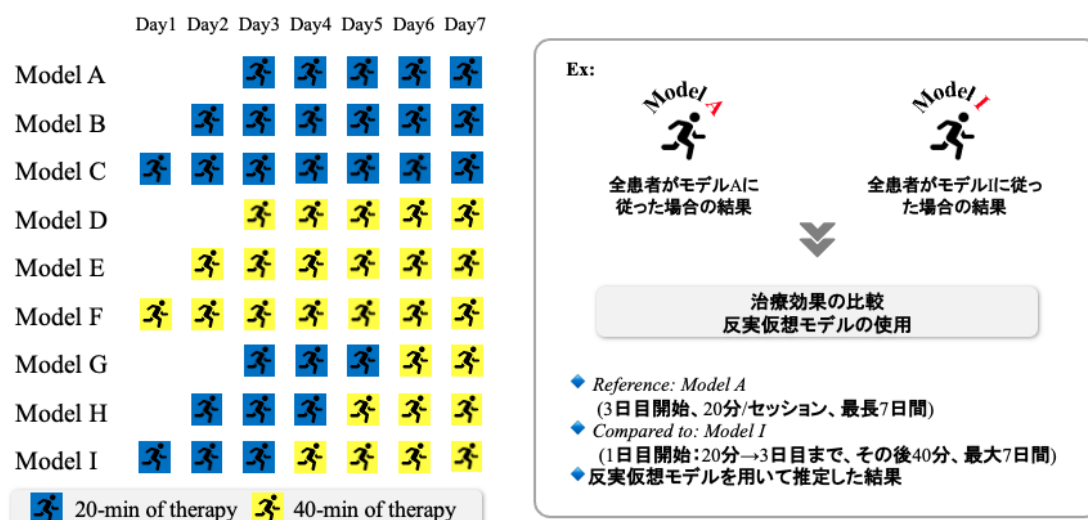 Day1 Day2 Day3 Day4 Day5 Day6 Day7
Model A
Model B
Model C
Model D
Model E
Model F
Model G
Model H
Model I
20-min of therapy 40-min of therapy
Ex:
Model A
Model I
全患者がモデルAに
従った場合の結果
全患者がモデルIに従っ
た場合の結果
治療効果の比較
反実仮想モデルの使用
Reference: Model A
(3日目開始、20分/セッション、最長7日間)
Compared to: Model I
(1日目開始：20分→3日目まで、その後40分、最大7日間)
反実仮想モデルを用いて推定した結果